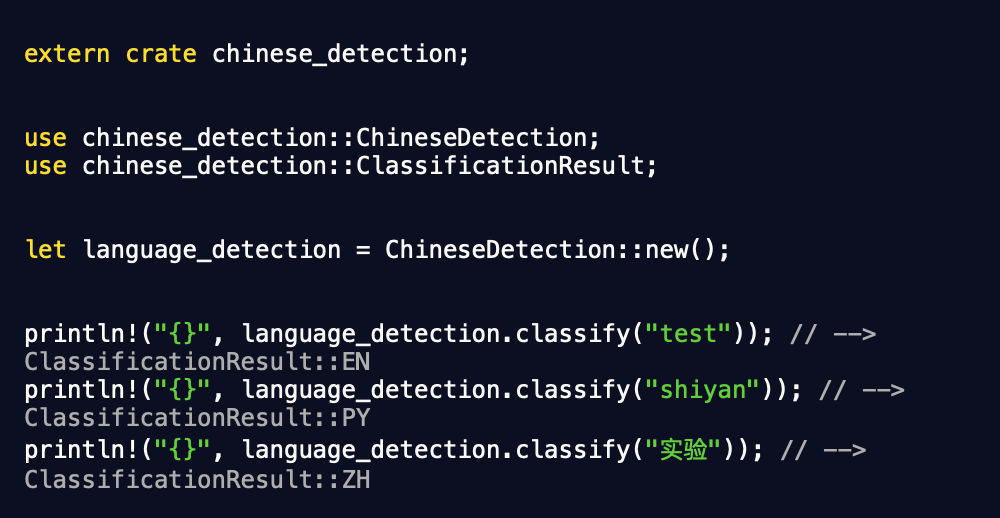 extern crate chinese_detection;
use chinese_detection::ChineseDetection;
use chinese_detection::ClassificationResult;
let language_detection = ChineseDetection::new();
println!("{}", language_detection.classify("test")); // -->
ClassificationResult::EN
println!("{}", language_detection.classify("shiyan")); // -->
ClassificationResult::PY
println!("{}", language_detection.classify("实验")); // -->
ClassificationResult::ZH